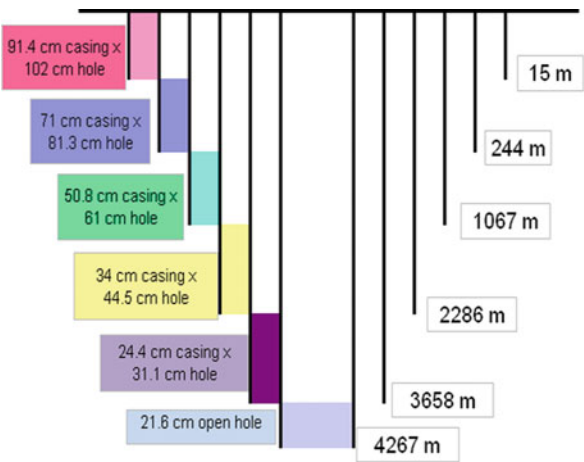 91.4 cm casing x
102 cm hole
15 m
71 cm casing x
81.3 cm hole
244 m
50.8 cm casing x
61 cm hole
1067 m
34 cm casing x
44.5 cm hole
2286 m
24.4 cm casing x
31.1 cm hole
3658 m
21.6 cm open hole
4267 m